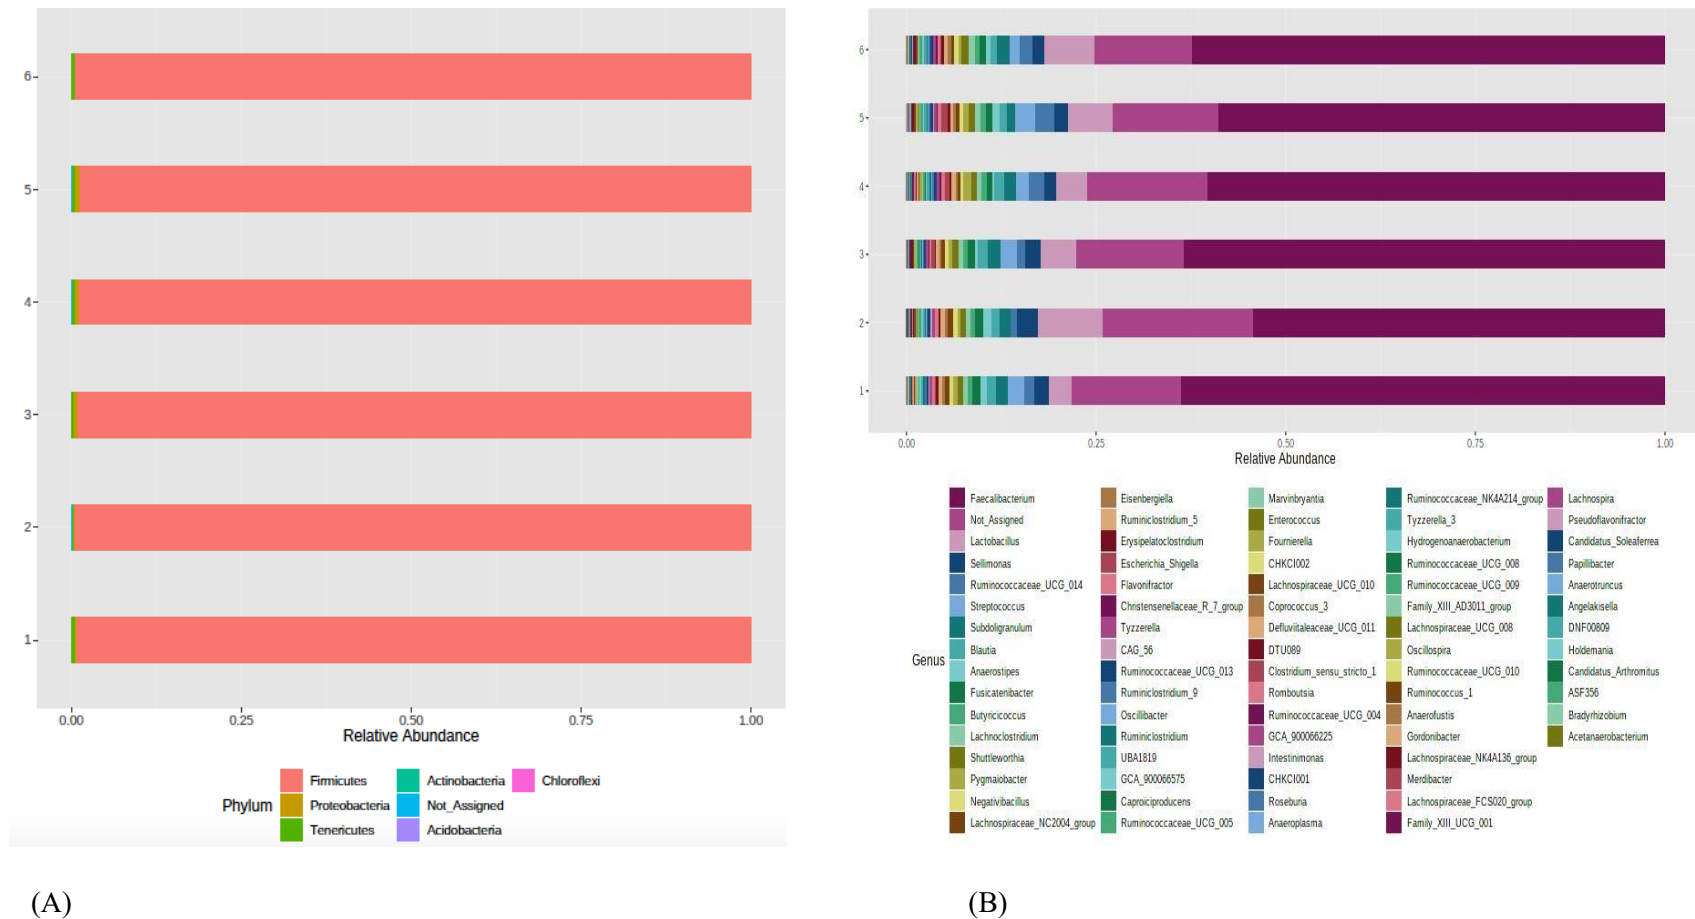 6
5
4
3
2
1
0.00 0.25 0.50 0.75 1.00
Relative Abundance
Phylum
Firmicutes
Proteobacteria
Tenericutes
Actinobacteria
Not_Assigned
Acidobacteria
Chloroflexi
(A)
6
5
4
3
2
1
0.00 0.25 0.50 0.75 1.00
Relative Abundance
Genus
Faecalibacterium
Not_Assigned
Lactobacillus
Sellimonas
Ruminococcaceae_UCG_014
Streptococcus
Subdoligranulum
Blautia
Anaerostipes
Fusicatenibacter
Butyricicoccus
Lachnoclostridium
Shuttleworthia
Pygmaiobacter
Negativibacillus
Lachnospiraceae_NC2004_group
Eisenbergiella
Ruminiclostridium_5
Erysipelatoclostridium
Escherichia_Shigella
Flavonifractor
Christensenellaceae_R_7_group
Tyzzerella
CAG_56
Ruminococcaceae_UCG_013
Ruminiclostridium_9
Oscillibacter
Ruminiclostridium
UBA1819
GCA_900066575
Caproiciproducens
Ruminococcaceae_UCG_005
Marvinbryantia
Enterococcus
Fournierella
CHKCI002
Lachnospiraceae_UCG_010
Coprococcus_3
Defluviitaleaceae_UCG_011
DTU089
Clostridium_sensu_stricto_1
Romboutsia
Ruminococcaceae_UCG_004
GCA_900066225
Intestinimonas
CHKCI001
Roseburia
Anaeroplasma
Ruminococcaceae_NK4A214_group
Tyzzerella_3
Hydrogenoanaerobacterium
Ruminococcaceae_UCG_008
Ruminococcaceae_UCG_009
Family_XIII_AD3011_group
Lachnospiraceae_UCG_008
Oscillospira
Ruminococcaceae_UCG_010
Ruminococcus_1
Anaerofustis
Gordonibacter
Lachnospiraceae_NK4A136_group
Merdibacter
Lachnospiraceae_FCS020_group
Family_XIII_UCG_001
Lachnospira
Pseudoflavonifractor
Candidatus_Soleaferrea
Papillibacter
Anaerotruncus
Angelakisella
DNF00809
Holdemania
Candidatus_Arthromitus
ASF356
Bradyrhizobium
Acetanaerobacterium
(B)